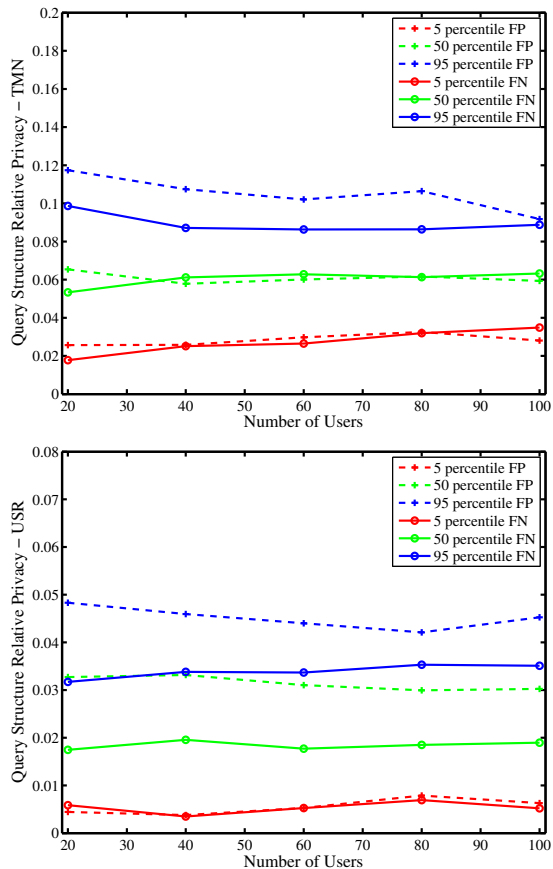 0.2
0.18
0.16
0.14
0.12
0.1
0.08
0.06
0.04
0.02
0
Query Structure Relative Privacy – TMN
5 percentile FP
50 percentile FP
95 percentile FP
5 percentile FN
50 percentile FN
95 percentile FN
20 30 40 50 60 70 80 90 100
Number of Users
0.08
0.07
0.06
0.05
0.04
0.03
0.02
0.01
0
Query Structure Relative Privacy – USR
5 percentile FP
50 percentile FP
95 percentile FP
5 percentile FN
50 percentile FN
95 percentile FN
20 30 40 50 60 70 80 90 100
Number of Users